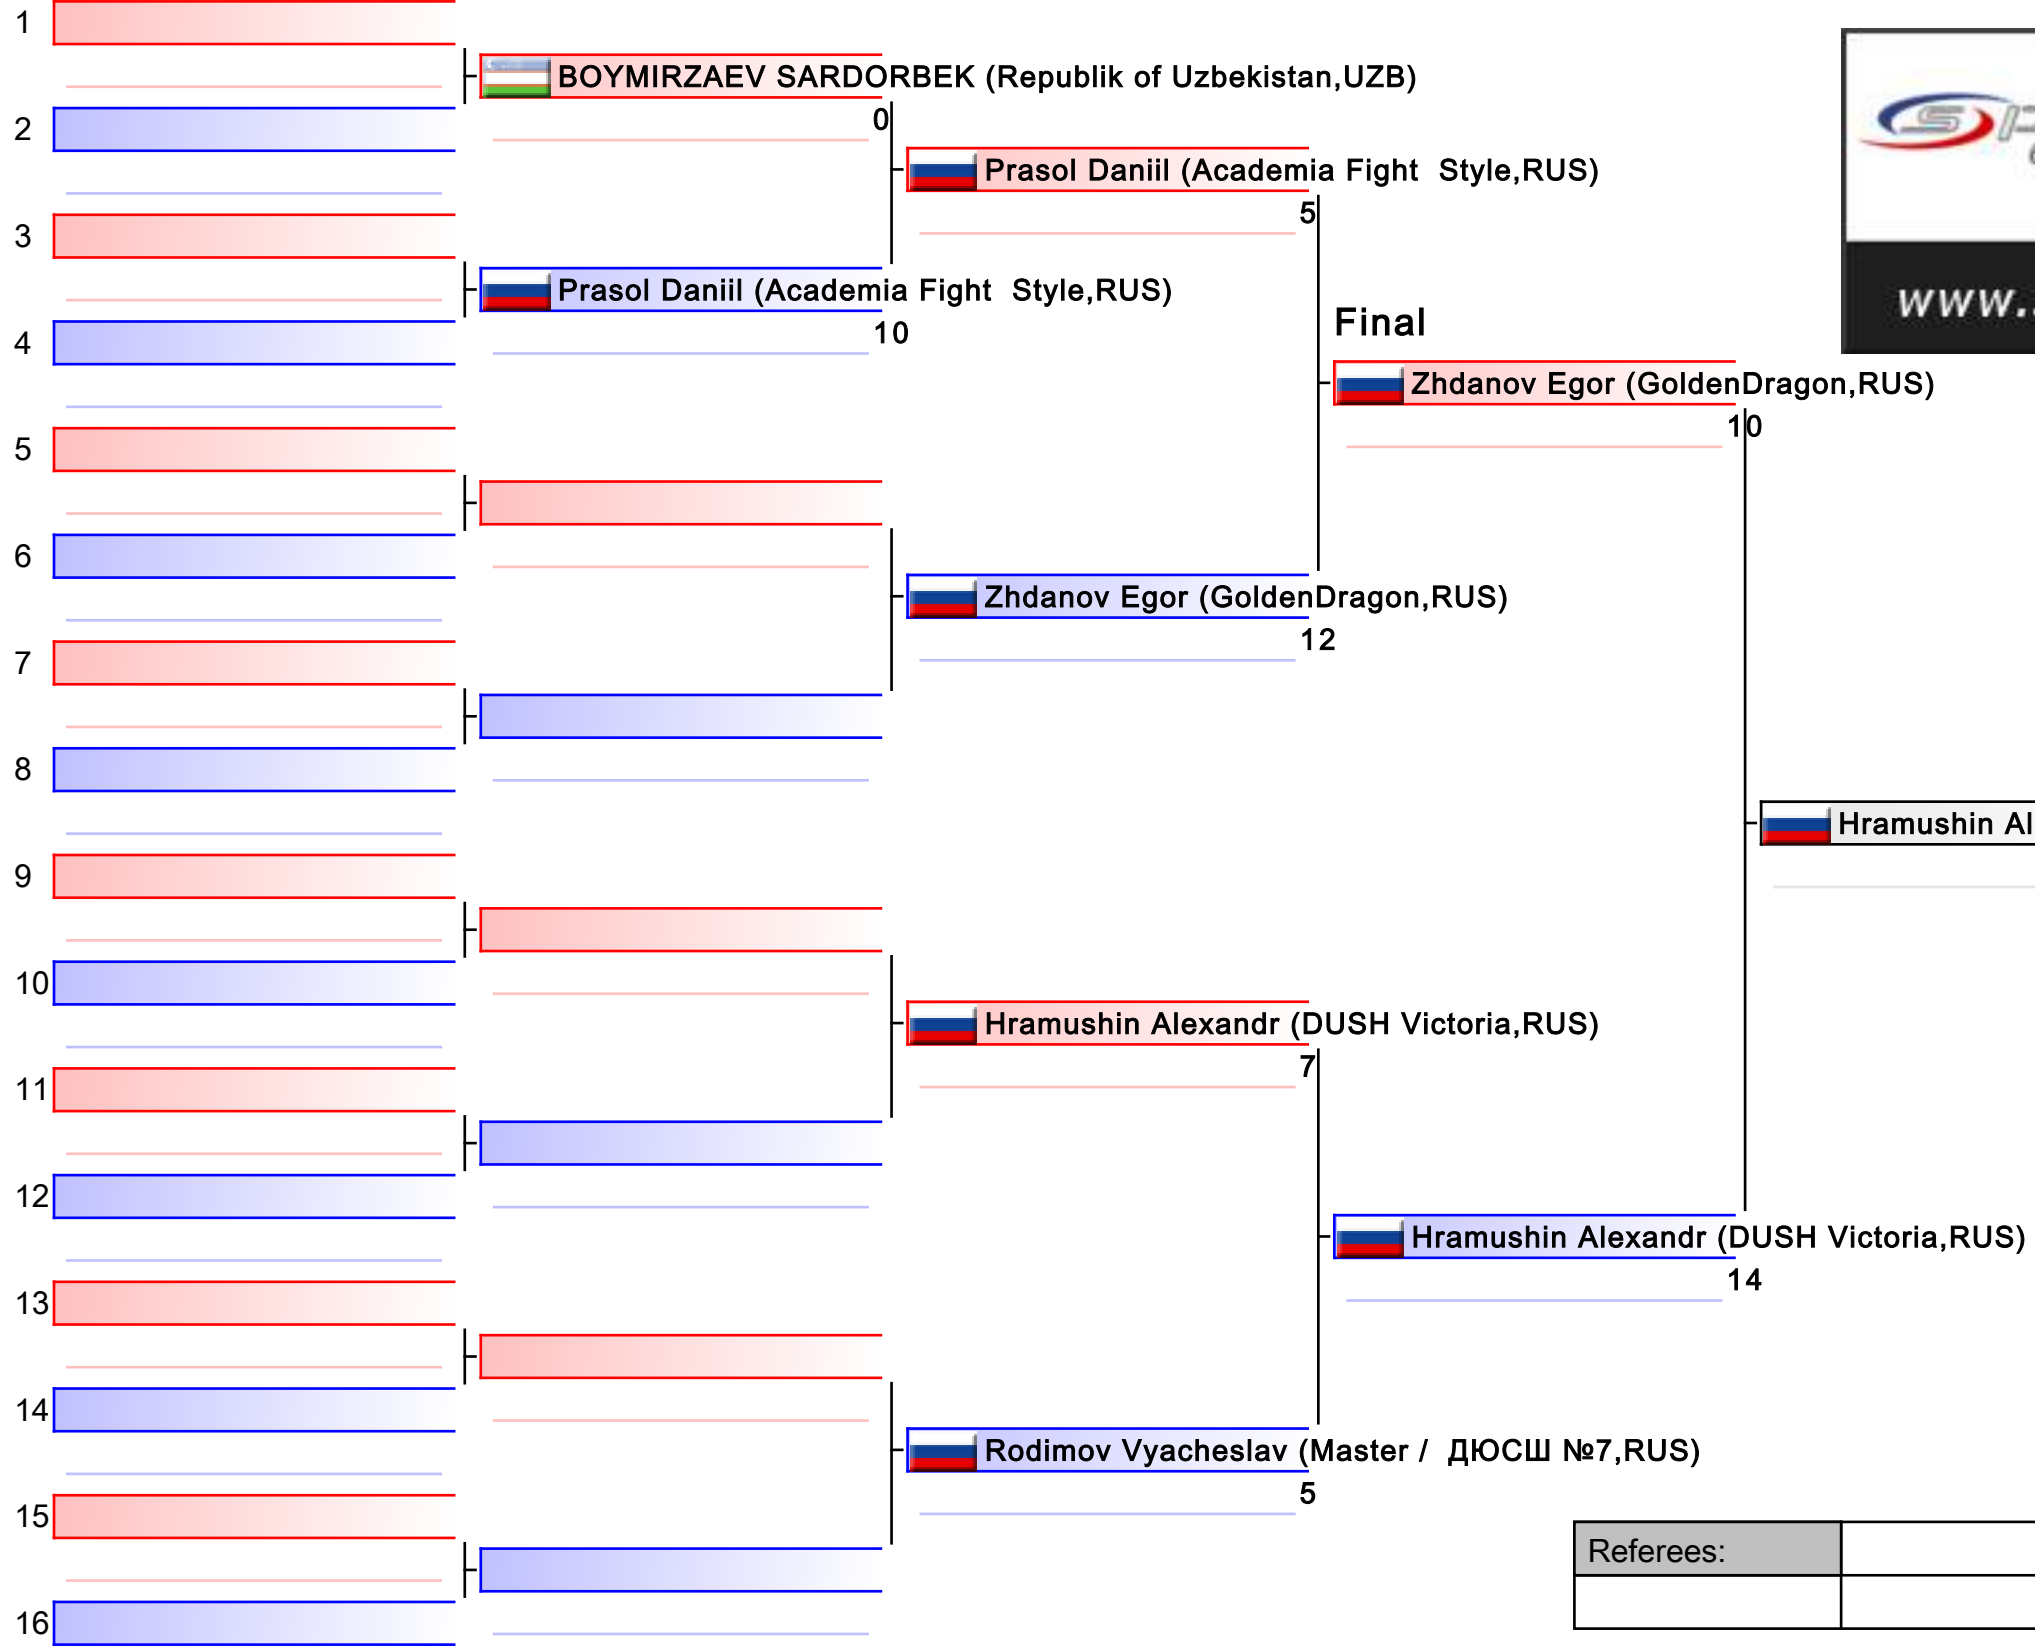 1
BOYMIRZAEV SARDORBEK (Republik of Uzbekistan,UZB)
0
2
Prasol Daniil (Academia Fight  Style,RUS)
5
3
Prasol Daniil (Academia Fight  Style,RUS)
10
4
Final
Zhdanov Egor (GoldenDragon,RUS)
10
5
6
Zhdanov Egor (GoldenDragon,RUS)
12
7
8
Hramushin Al
9
10
Hramushin Alexandr (DUSH Victoria,RUS)
7
11
12
Hramushin Alexandr (DUSH Victoria,RUS)
14
13
14
Rodimov Vyacheslav (Master /  ДЮСШ №7,RUS)
5
15
Referees:
16
www.